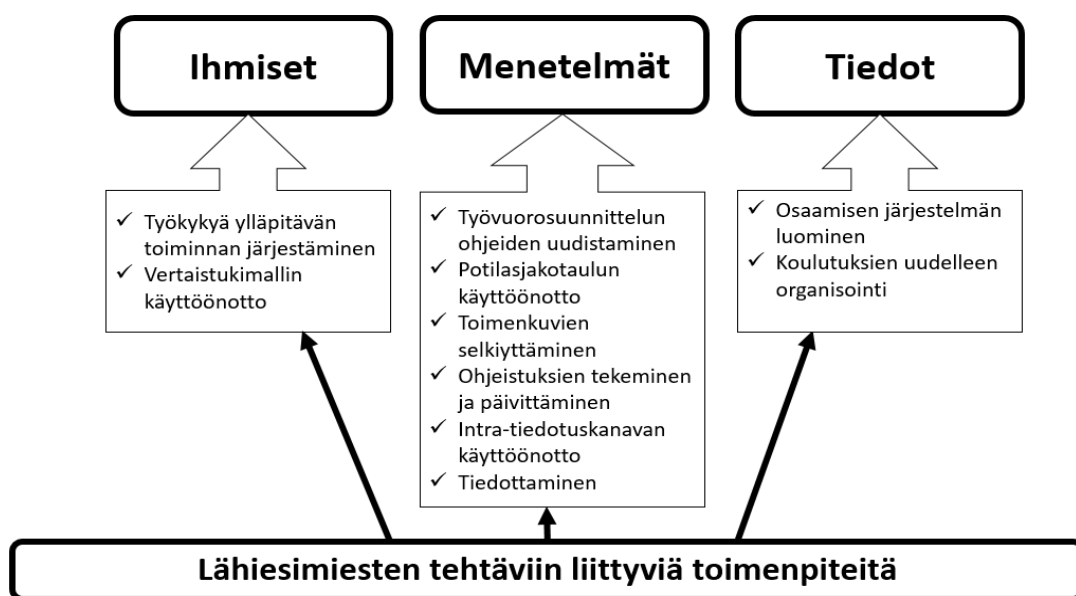 Ihmiset
Menetelmät
Tiedot
✓ Työkykyä ylläpitävän
toiminnan järjestäminen
✓ Vertaistukimallin
käyttöönotto
✓ Työvuorosuunnittelun
ohjeiden uudistaminen
✓ Potilasjakotaulun
käyttöönotto
✓ Toimenkuvien
selkiyttäminen
✓ Ohjeistuksien tekeminen
ja päivittäminen
✓ Intra-tiedotuskanavan
käyttöönotto
✓ Tiedottaminen
✓ Osaamisen järjestelmän
luominen
✓ Koulutuksien uudelleen
organisointi
Lähiesimiesten tehtäviin liittyviä toimenpiteitä